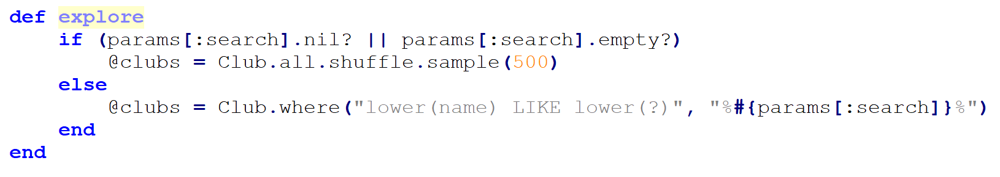 def explore
    if (params[:search].nil? || params[:search].empty?)
        @clubs = Club.all.shuffle.sample(500)
    else
        @clubs = Club.where("lower(name) LIKE lower(?)", "%#{params[:search]}%")
    end
end